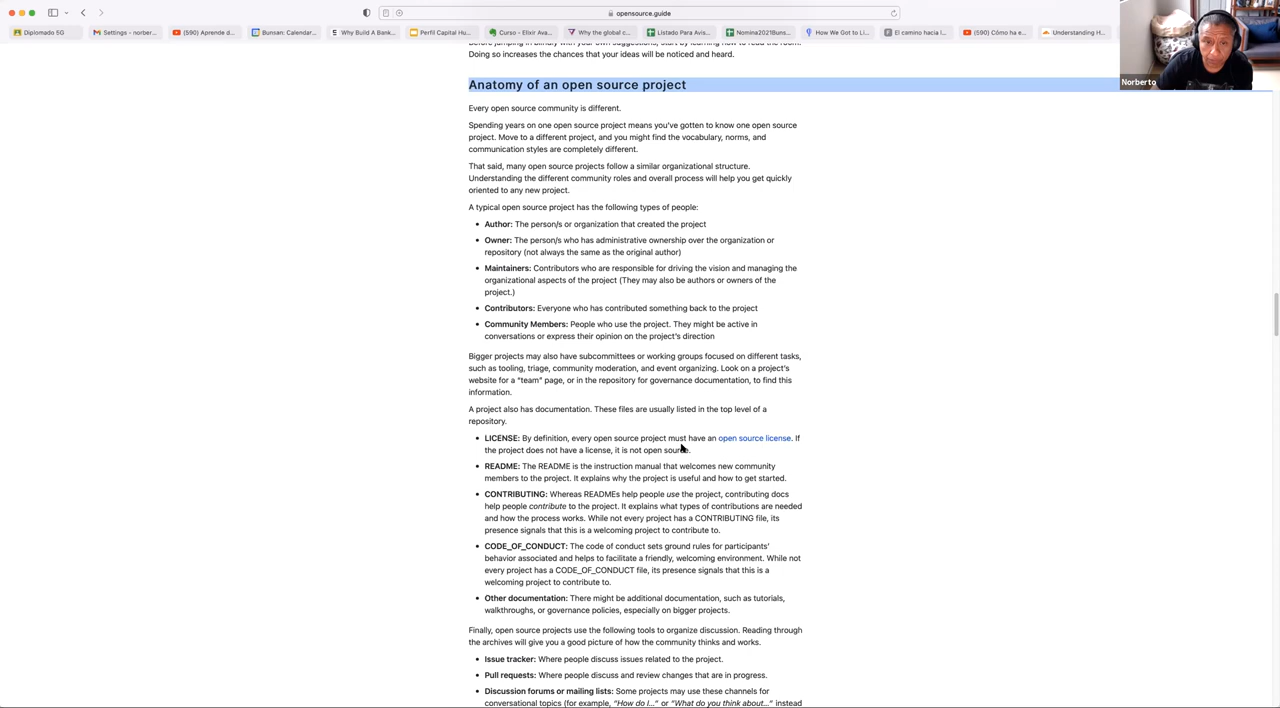 opensource.guide
Diplomado 5G
Settings - norber...
(590) Aprende d...
Bunsan: Calendar...
Why Build A Bank...
Perfil Capital Hu...
Curso - Elixir Ava...
Why the global c...
Listado Para Avis...
Nomina2021Buns...
How We Got to Li...
El camino hacia l...
(590) Cómo ha e...
Understanding H...
Norberto
Doing so increases the chances that your ideas will be noticed and heard.
Anatomy of an open source project
Every open source community is different.
Spending years on one open source project means you've gotten to know one open source
project. Move to a different project, and you might find the vocabulary, norms, and
communication styles are completely different.
That said, many open source projects follow a similar organizational structure.
Understanding the different community roles and overall process will help you get quickly
oriented to any new project.
A typical open source project has the following types of people:
• Author: The person/s or organization that created the project
• Owner: The person/s who has administrative ownership over the organization or
repository (not always the same as the original author)
• Maintainers: Contributors who are responsible for driving the vision and managing the
organizational aspects of the project (They may also be authors or owners of the
project.)
• Contributors: Everyone who has contributed something back to the project
• Community Members: People who use the project. They might be active in
conversations or express their opinion on the project's direction
Bigger projects may also have subcommittees or working groups focused on different tasks,
such as tooling, triage, community moderation, and event organizing. Look on a project's
website for a "team" page, or in the repository for governance documentation, to find this
information.
A project also has documentation. These files are usually listed in the top level of a
repository.
• LICENSE: By definition, every open source project must have an open source license. If
the project does not have a license, it is not open source.
• README: The README is the instruction manual that welcomes new community
members to the project. It explains why the project is useful and how to get started.
• CONTRIBUTING: Whereas READMEs help people use the project, contributing docs
help people contribute to the project. It explains what types of contributions are needed
and how the process works. While not every project has a CONTRIBUTING file, its
presence signals that this is a welcoming project to contribute to.
• CODE_OF_CONDUCT: The code of conduct sets ground rules for participants'
behavior associated and helps to facilitate a friendly, welcoming environment. While not
every project has a CODE_OF_CONDUCT file, its presence signals that this is a
welcoming project to contribute to.
• Other documentation: There might be additional documentation, such as tutorials,
walkthroughs, or governance policies, especially on bigger projects.
Finally, open source projects use the following tools to organize discussion. Reading through
the archives will give you a good picture of how the community thinks and works.
• Issue tracker: Where people discuss issues related to the project.
• Pull requests: Where people discuss and review changes that are in progress.
• Discussion forums or mailing lists: Some projects may use these channels for
conversational topics (for example, "How do I..." or "What do you think about..." instead